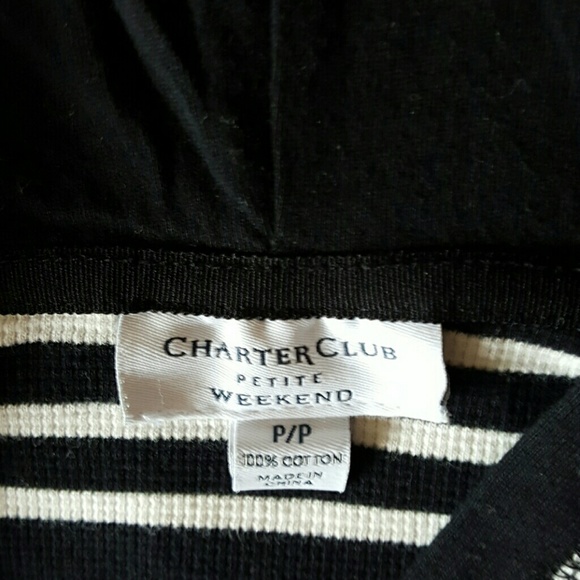 CHARTER CLUB
PETITE
WEEKEND
P/P
100% COTTON
MADE IN
CHINA